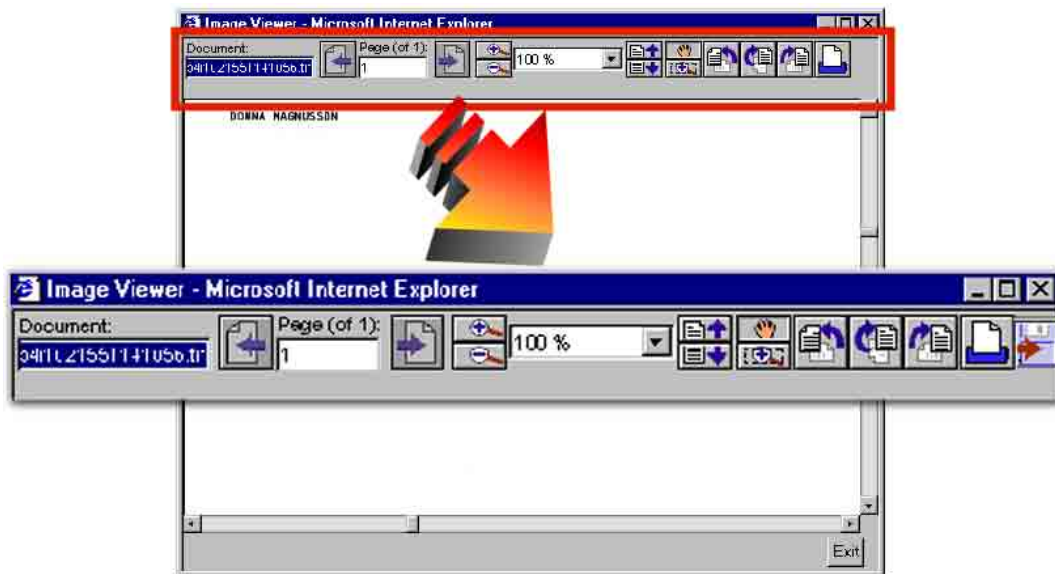 Image Viewer - Microsoft Internet Explorer
Document:
Page (of 1):
1
100 %
DONNA MAGNUSSON
Image Viewer - Microsoft Internet Explorer
Document:
Page (of 1):
1
100 %
Exit